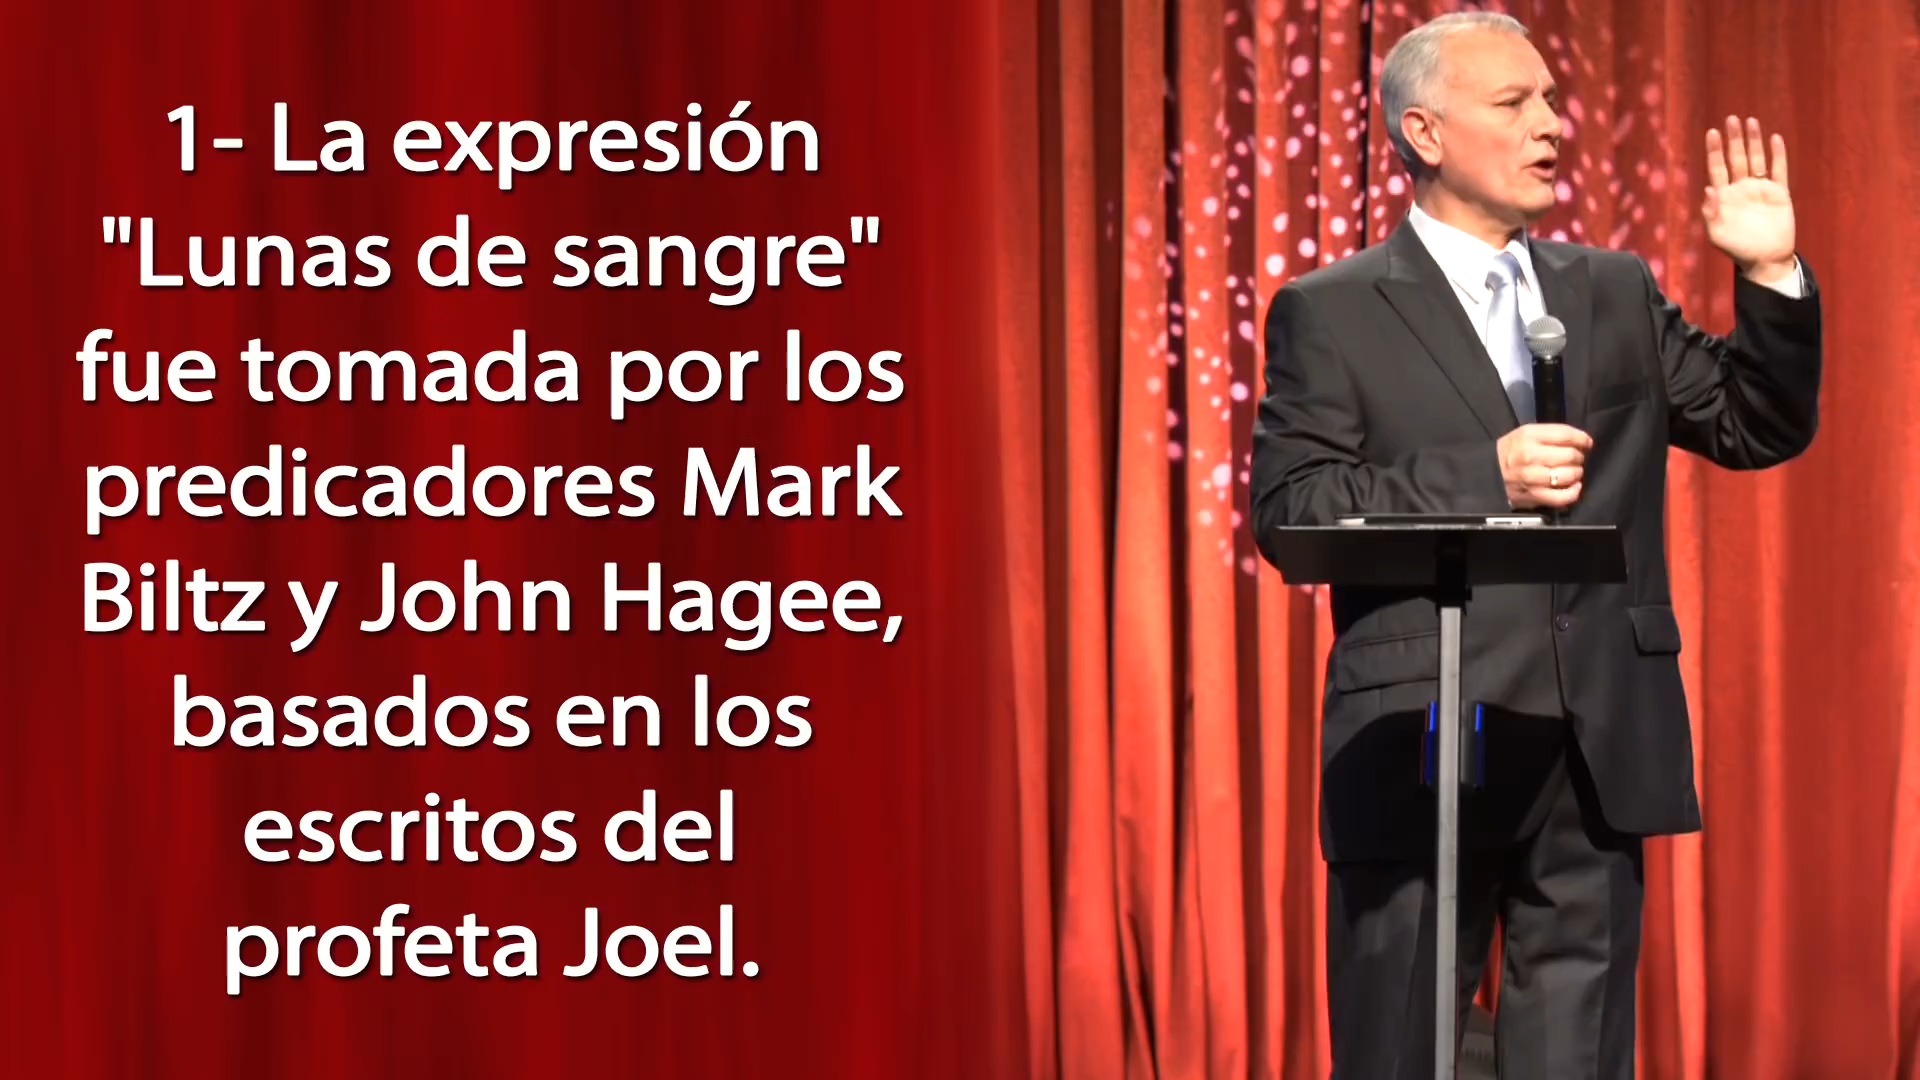 1- La expresión
"Lunas de sangre"
fue tomada por los
predicadores Mark
Biltz y John Hagee,
basados en los
escritos del
profeta Joel.